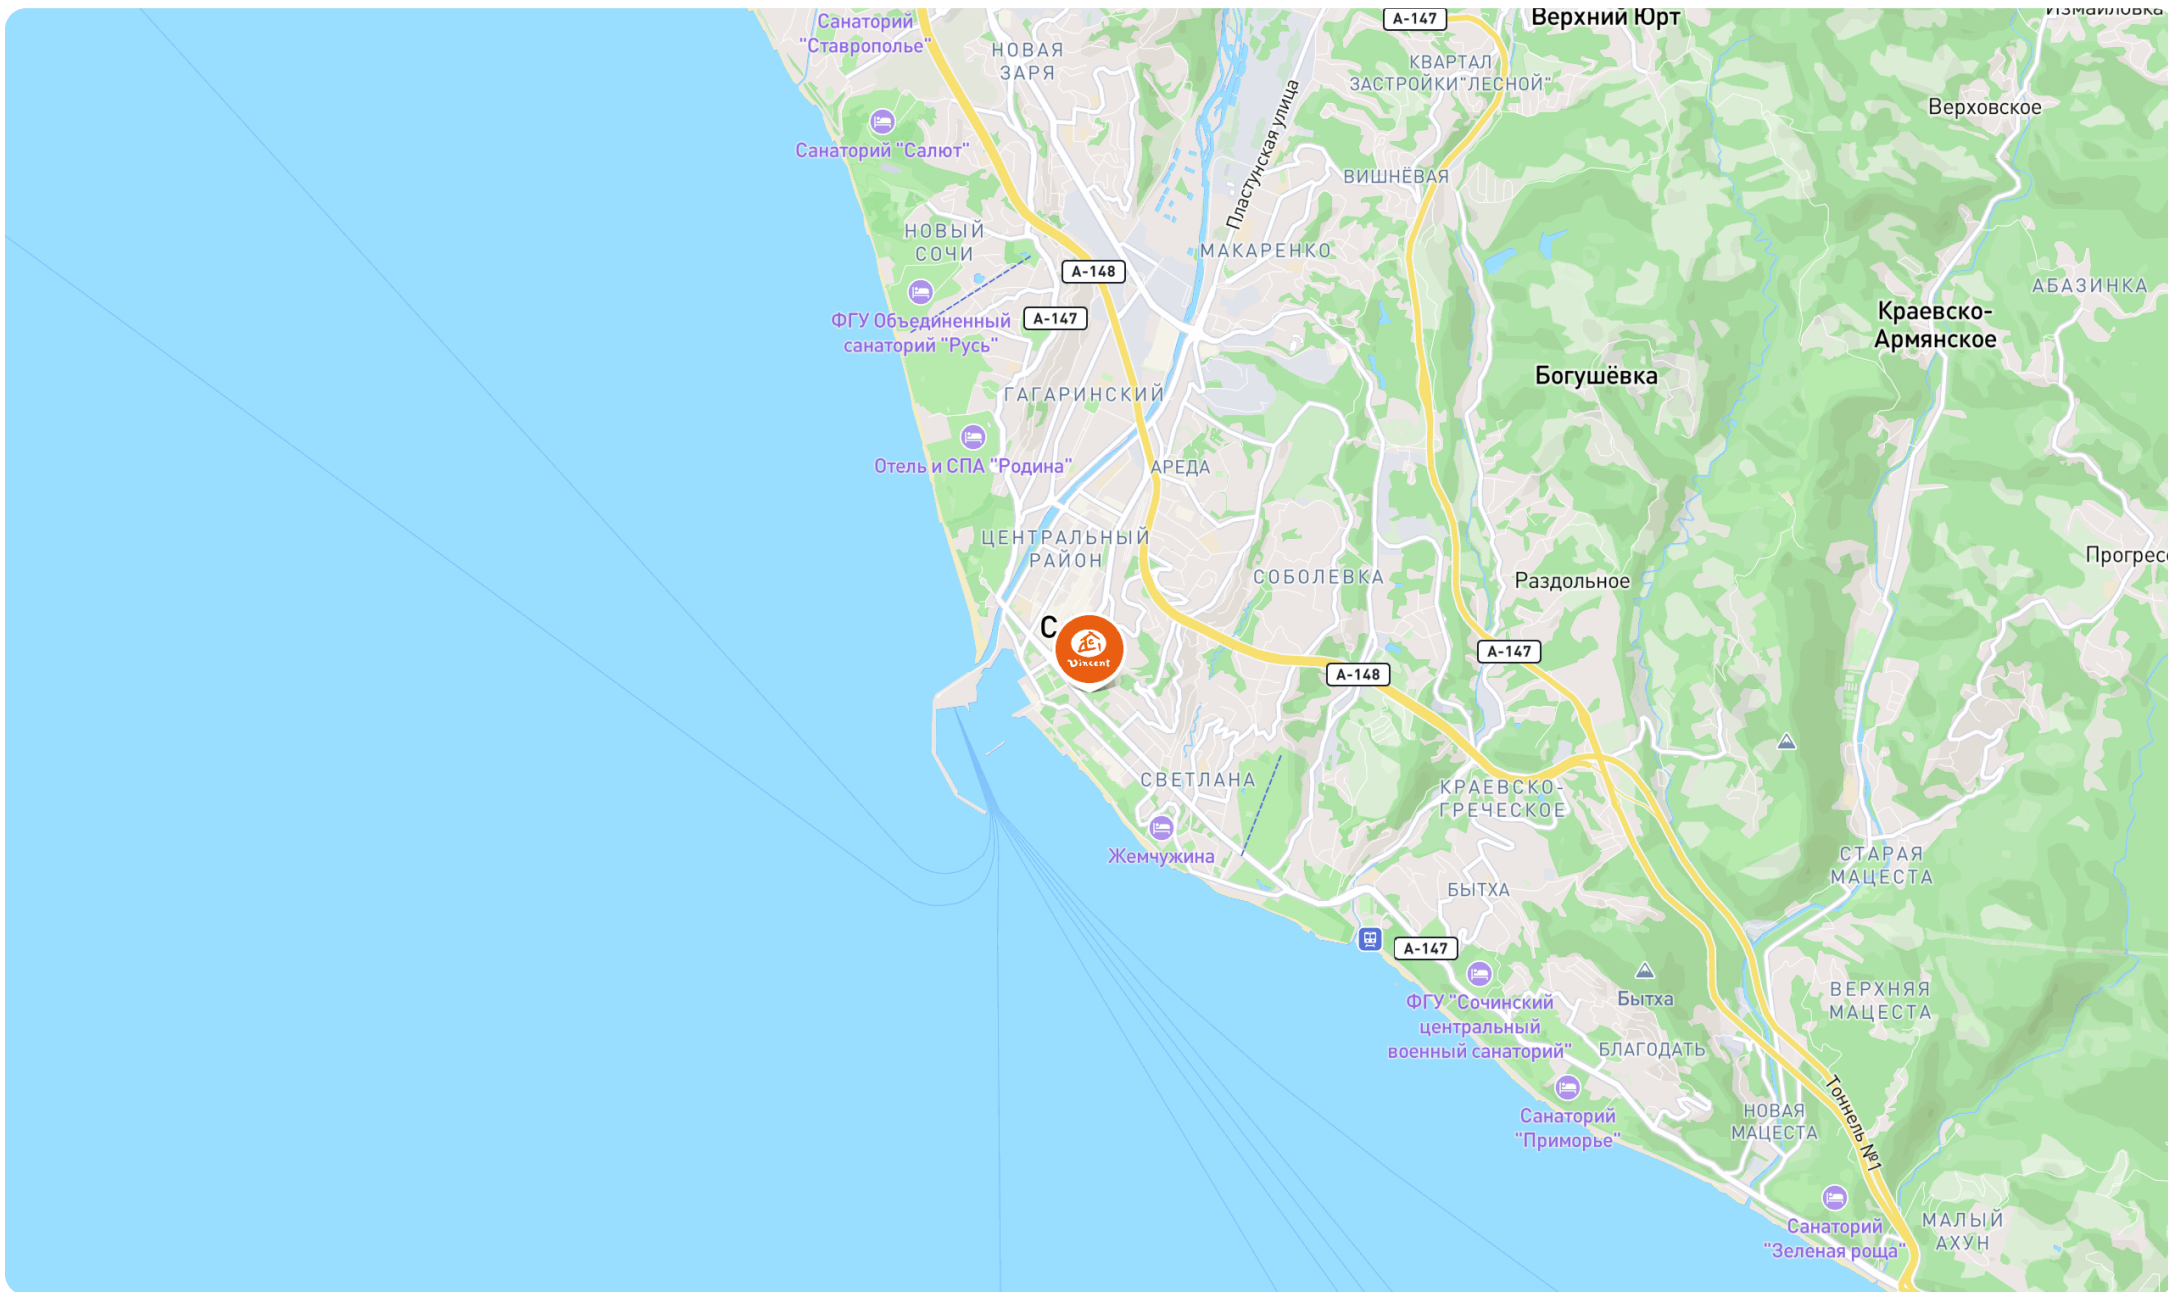 Санаторий
"Ставрополье"
НОВАЯ
ЗАРЯ
А-147
Верхний Юрт
Измайловка
КВАРТАЛ
ЗАСТРОЙКИ"ЛЕСНОЙ"
Верховское
Санаторий "Салют"
Пластунская улица
ВИШНЁВАЯ
НОВЫЙ
СОЧИ
МАКАРЕНКО
А-148
АБАЗИНКА
ФГУ Объединенный
санаторий "Русь"
А-147
Краевско-
Армянское
Богушёвка
ГАГАРИНСКИЙ
Отель и СПА "Родина"
АРЕДА
ЦЕНТРАЛЬНЫЙ
РАЙОН
СОБОЛЕВКА
Раздольное
Прогресс
С
Vincent
А-147
А-148
СВЕТЛАНА
КРАЕВСКО-
ГРЕЧЕСКОЕ
Жемчужина
СТАРАЯ
МАЦЕСТА
БЫТХА
А-147
ФГУ "Сочинский
центральный
военный санаторий"
Бытха
ВЕРХНЯЯ
МАЦЕСТА
БЛАГОДАТЬ
Санаторий
"Приморье"
НОВАЯ
МАЦЕСТА
Тоннель №1
Санаторий
"Зеленая роща"
МАЛЫЙ
АХУН